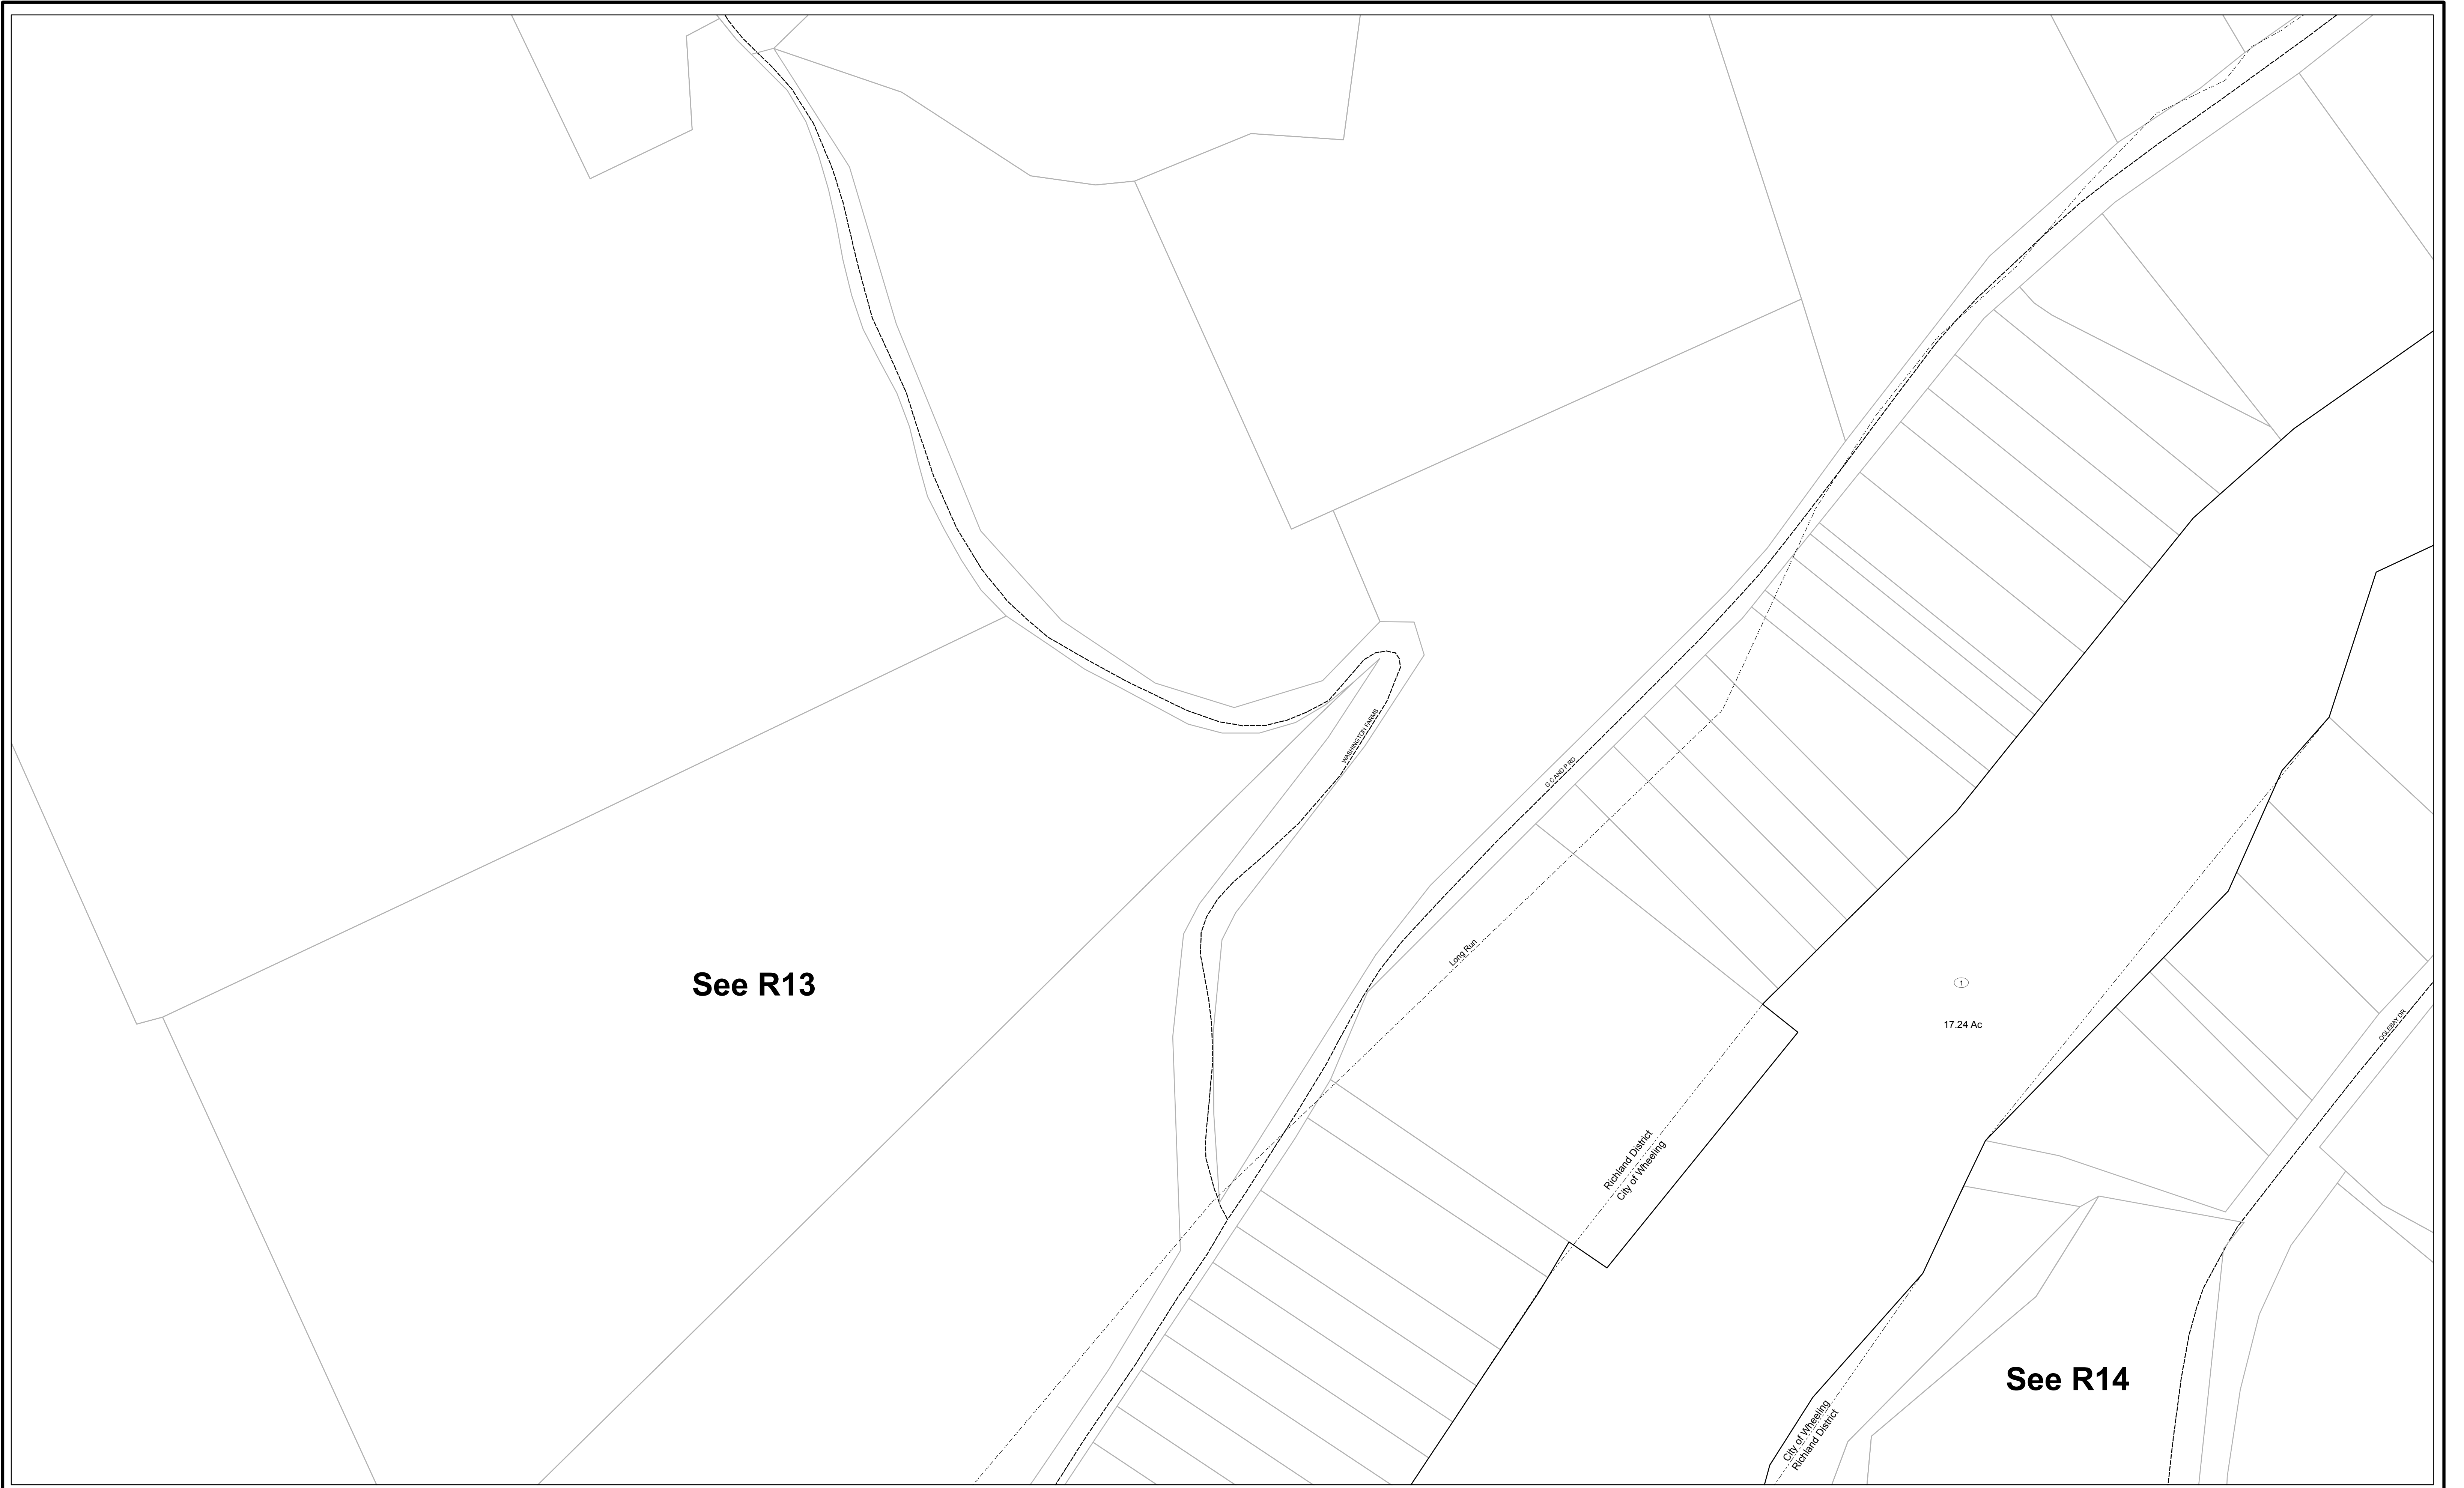 WASHINGTON FARMS
G C AND P RD
Long Run
See R13
1
17.24 Ac
OGLEBAY DR
Richland District
City of Wheeling
See R14
City of Wheeling
Richland District